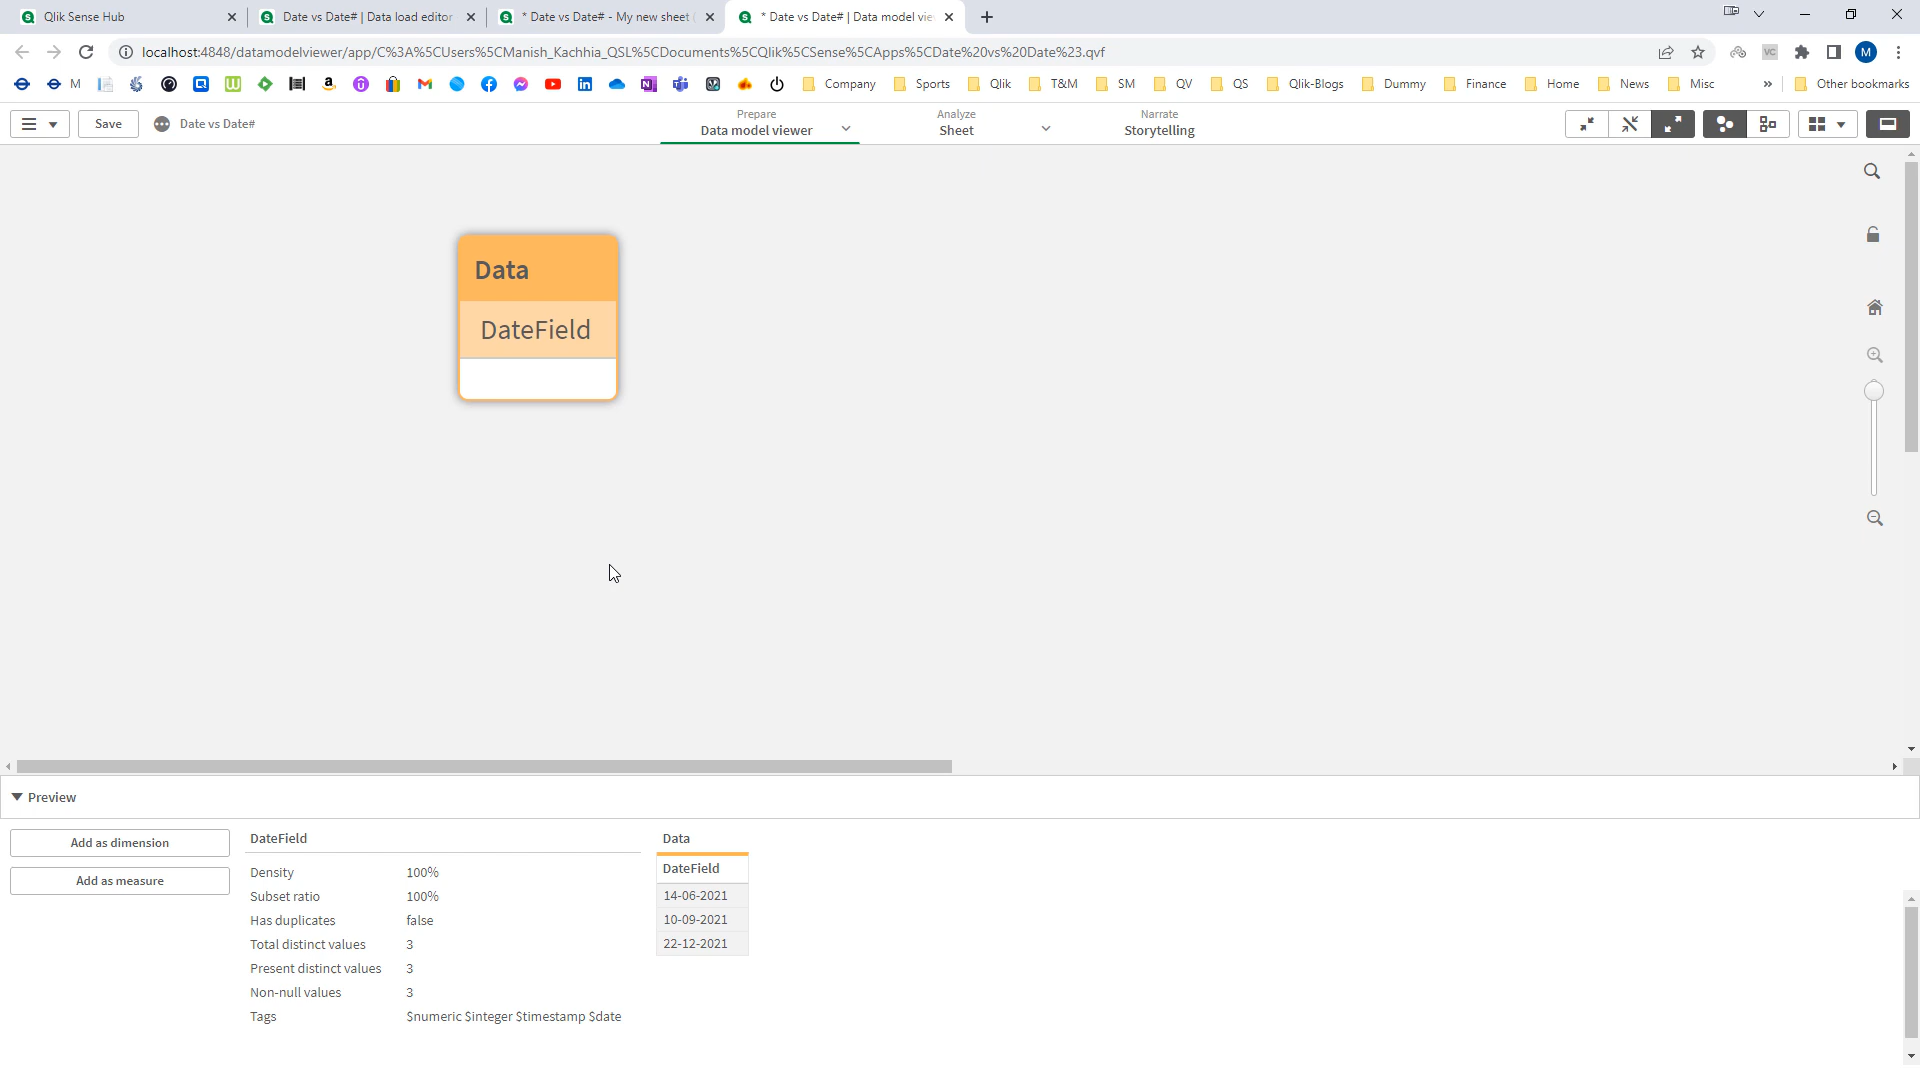 Qlik Sense Hub
Date vs Date# | Data load editor
* Date vs Date# - My new sheet
* Date vs Date# | Data model vie
localhost:4848/datamodelviewer/app/C%3A%5CUsers%5CManish_Kachhia_QSL%5CDocuments%5CQlik%5CSense%5CApps%5CDate%20vs%20Date%23.qvf
VC
M
M
Company
Sports
Qlik
T&M
SM
QV
QS
Qlik-Blogs
Dummy
Finance
Home
News
Misc
»
Other bookmarks
Save
Date vs Date#
Prepare
Data model viewer
Analyze
Sheet
Narrate
Storytelling
Data
DateField
Preview
Add as dimension
Add as measure
DateField
Density 100%
Subset ratio 100%
Has duplicates false
Total distinct values 3
Present distinct values 3
Non-null values 3
Tags $numeric $integer $timestamp $date
Data
DateField
14-06-2021
10-09-2021
22-12-2021